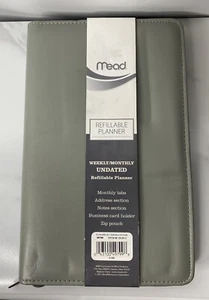 Mead
REFILLABLE
PLANNER
WEEKLY/MONTHLY
UNDATED
Refillable Planner
Monthly tabs
Address section
Notes section
Business card holder
Zip pouch